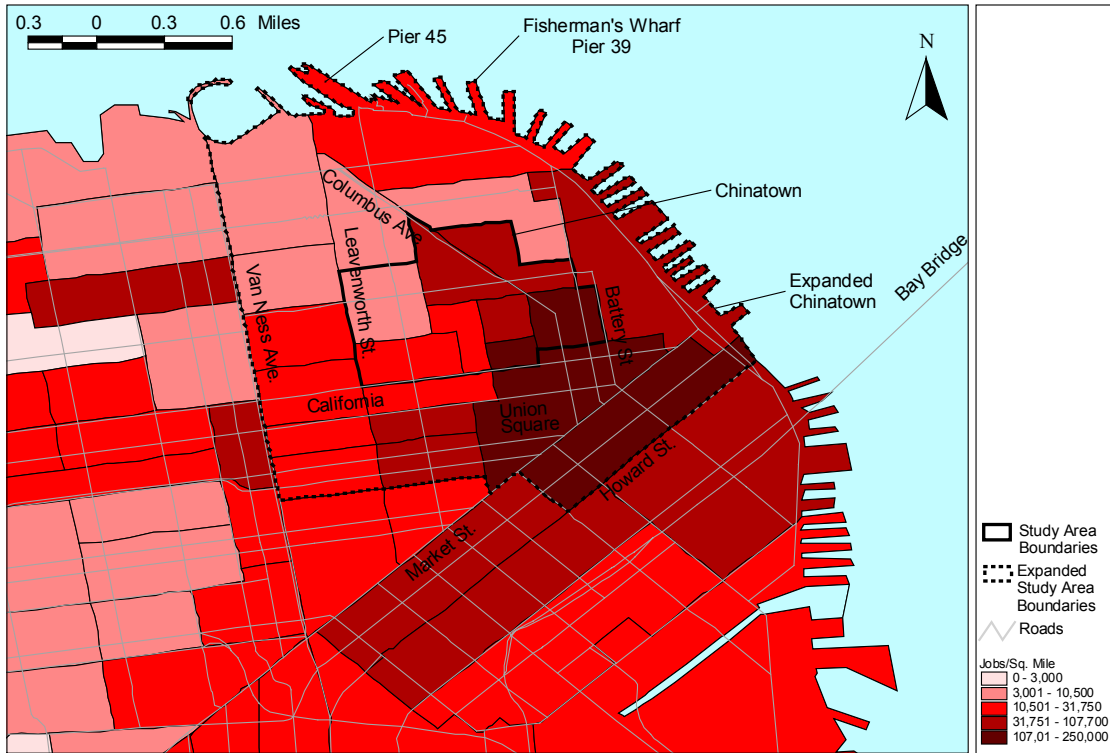 0.3 0 0.3 0.6 Miles
Pier 45
Fisherman's Wharf
Pier 39
N
Chinatown
Columbus Ave
Leavenworth St.
Van Ness Ave.
Expanded
Chinatown
Bay Bridge
Battery St
California
Union
Square
Howard St.
Market St.
Study Area
Boundaries
Expanded
Study Area
Boundaries
Roads
Jobs/Sq. Mile
0 - 3,000
3,001 - 10,500
10,501 - 31,750
31,751 - 107,700
107,01 - 250,000